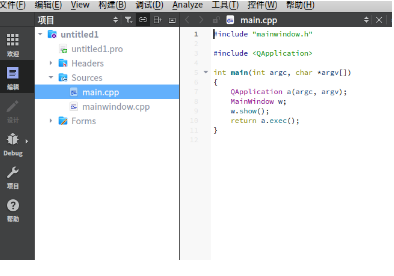 文件(F) 编辑(E) View 构建(B) 调试(D) Analyze 工具(T) 控件(W) 帮助(H)
项目
main.cpp
欢迎
编辑
设计
Debug
项目
帮助
untitled1
untitled1.pro
Headers
Sources
main.cpp
mainwindow.cpp
Forms
1 #include "mainwindow.h"
#include <QApplication>
int main(int argc, char *argv[])
{
QApplication a(argc, argv);
MainWindow w;
w.show();
return a.exec();
}